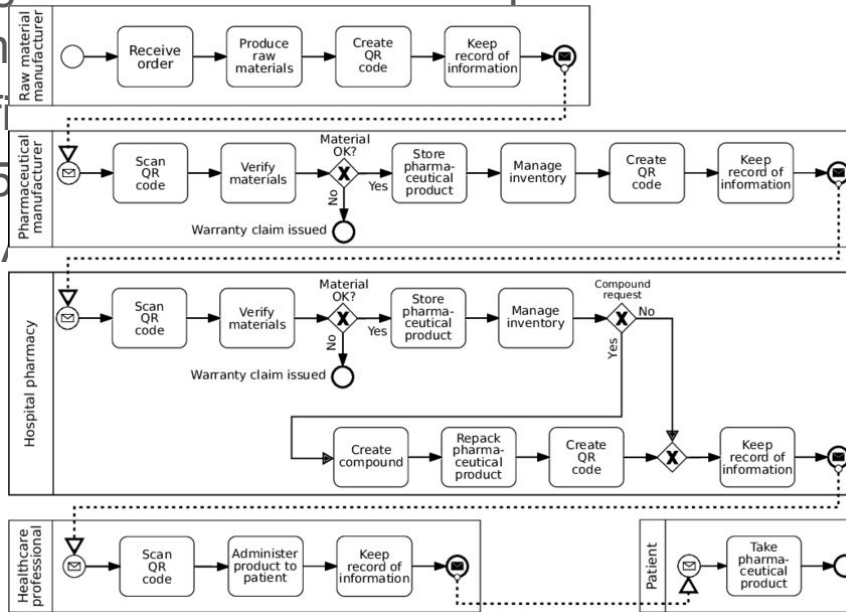 Raw material
manufacturer
Receive
order
Produce
raw
materials
Create
QR
code
Keep
record of
information
Pharmaceutical
manufacturer
Scan
QR
code
Verify
materials
Material
OK?
Yes
No
Warranty claim issued
Store
pharma-
ceutical
product
Manage
inventory
Create
QR
code
Keep
record of
information
Hospital pharmacy
Scan
QR
code
Verify
materials
Material
OK?
Yes
No
Warranty claim issued
Store
pharma-
ceutical
product
Manage
inventory
Compound
request
No
Yes
Create
compound
Repack
pharma-
ceutical
product
Create
QR
code
Keep
record of
information
Healthcare
professional
Scan
QR
code
Administer
product to
patient
Keep
record of
information
Patient
Take
pharma-
ceutical
product